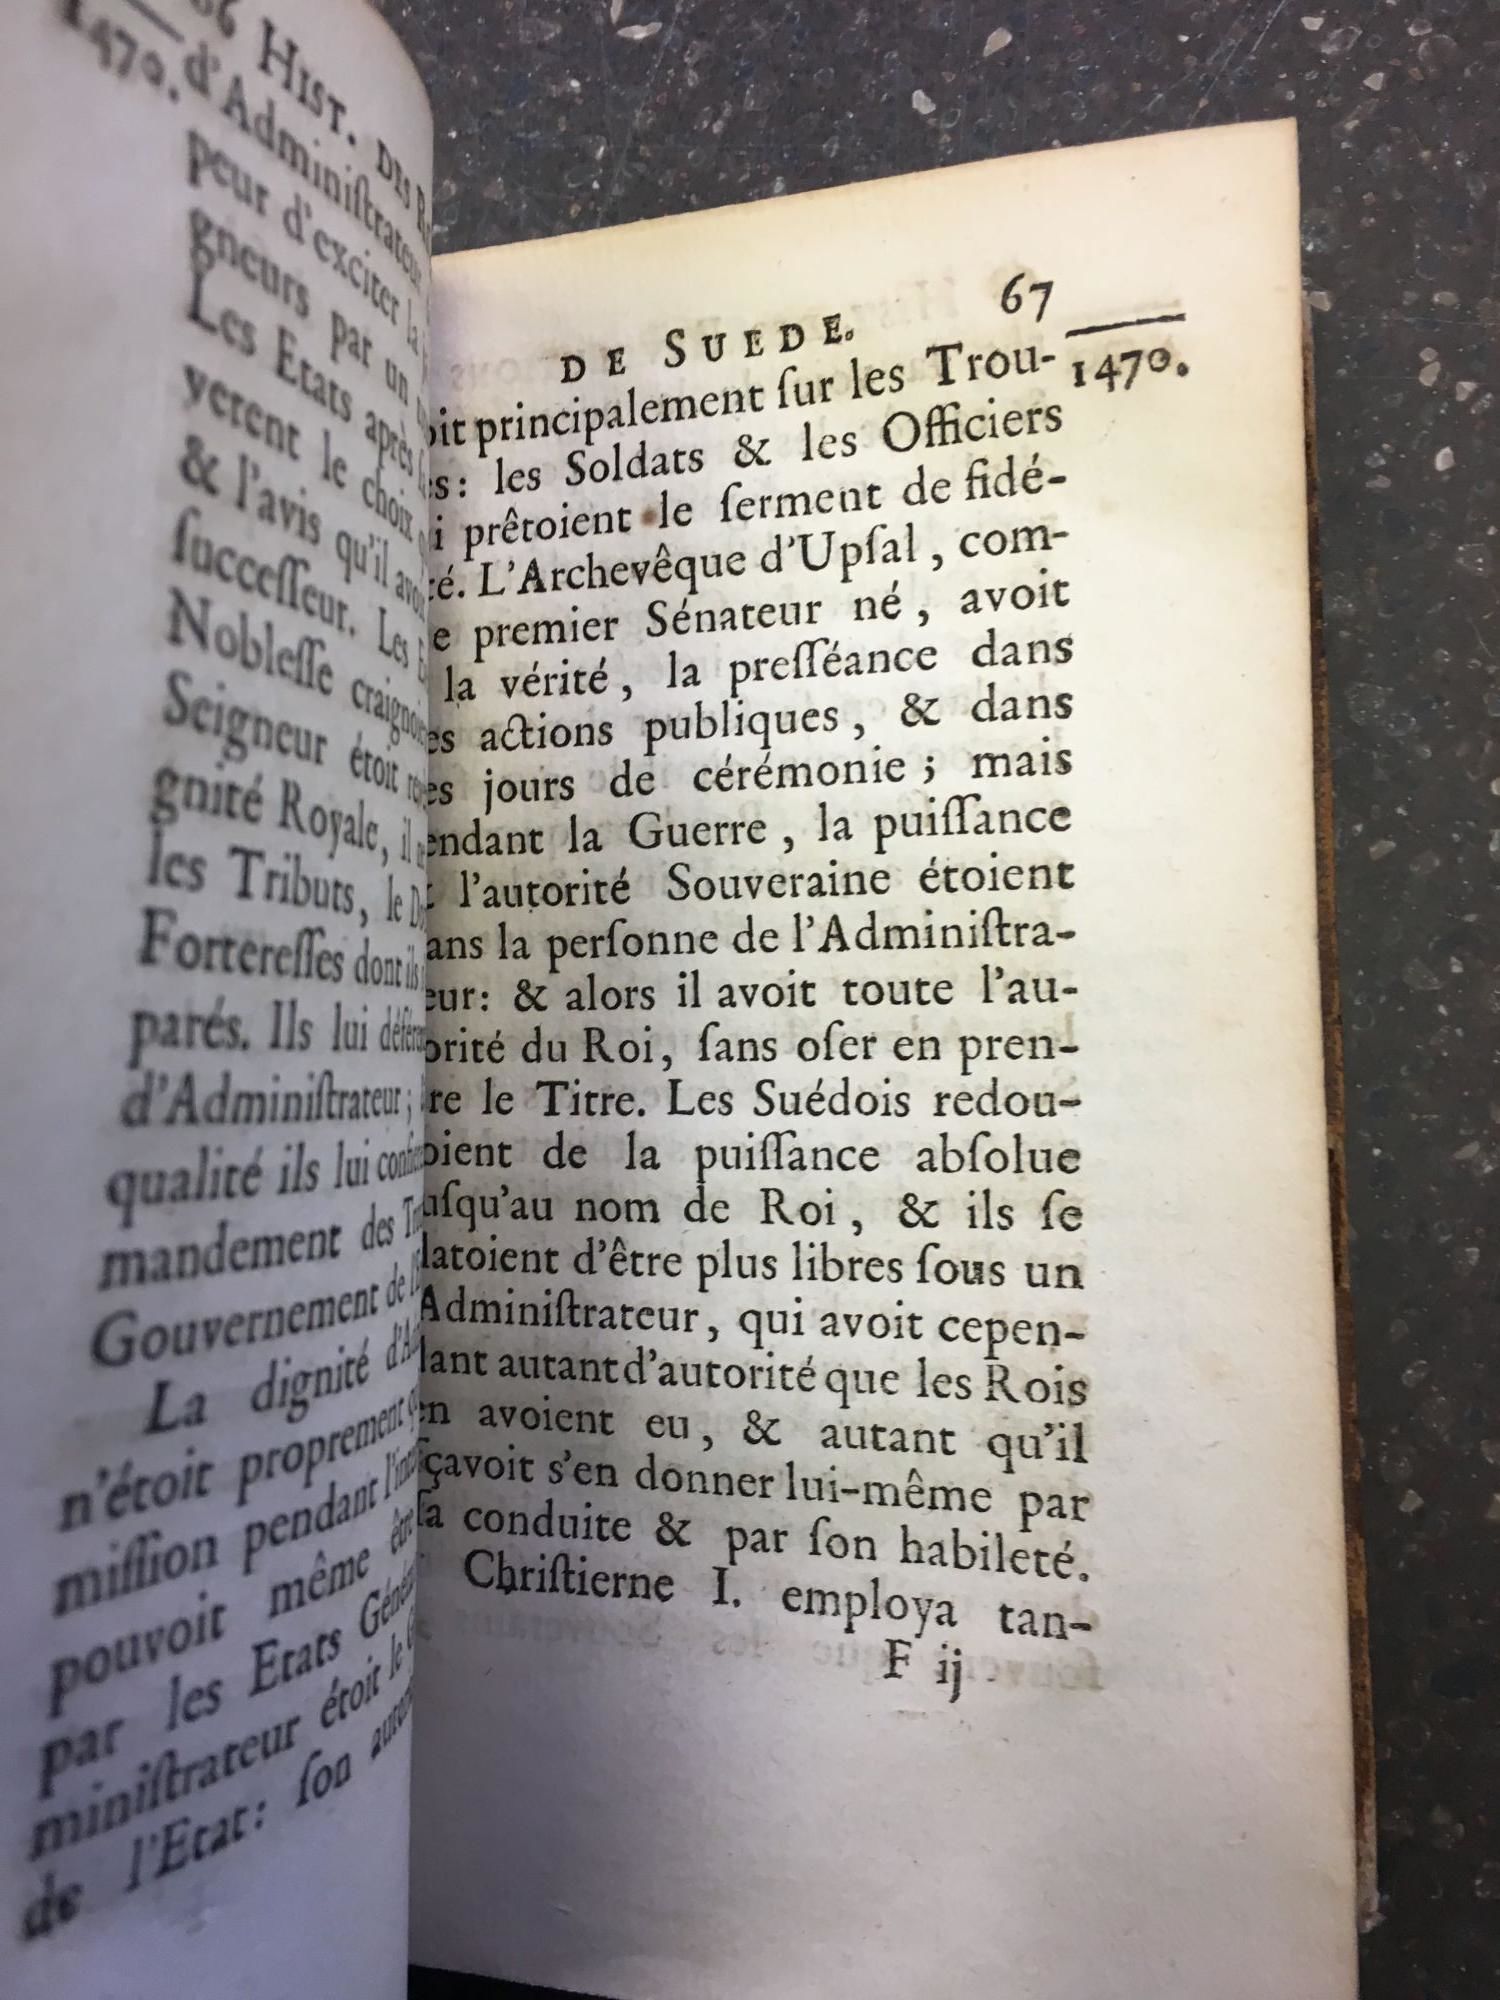 66 HIST. DES
1470.
d'Adminiſtrateur
peur d'exciter la
gneurs par un
Les Etats après
yerent le choix
& l'avis qu'il
ſucceſſeur. Les
Nobleſſe
Seigneur étoit
gnité Royale, il
les Tributs, le
Fortereſſes dont ils
parés. Ils lui
d'Adminiſtrateur;
qualité ils lui
mandement des
Gouvernement de
La dignité
n'étoit proprement
miſſion pendant
pouvoit même être
par les Etats
miniſtrateur étoit le
de l'Etat: ſon
DE SUEDE. 67
1470.
oit principalement ſur les Trou-
es: les Soldats & les Officiers
i prêtoient le ſerment de fidé-
té. L'Archevêque d'Upſal, com-
e premier Sénateur né, avoit
la vérité, la preſſéance dans
es actions publiques, & dans
es jours de cérémonie; mais
endant la Guerre, la puiſſance
t l'autorité Souveraine étoient
ans la perſonne de l'Adminiſtra-
eur: & alors il avoit toute l'au-
orité du Roi, ſans oſer en pren-
re le Titre. Les Suédois redou-
oient de la puiſſance abſolue
uſqu'au nom de Roi, & ils ſe
latoient d'être plus libres ſous un
Adminiſtrateur, qui avoit cepen-
dant autant d'autorité que les Rois
en avoient eu, & autant qu'il
ſçavoit s'en donner lui-même par
ſa conduite & par ſon habileté.
Chriſtierne I. employa tan-
F ij